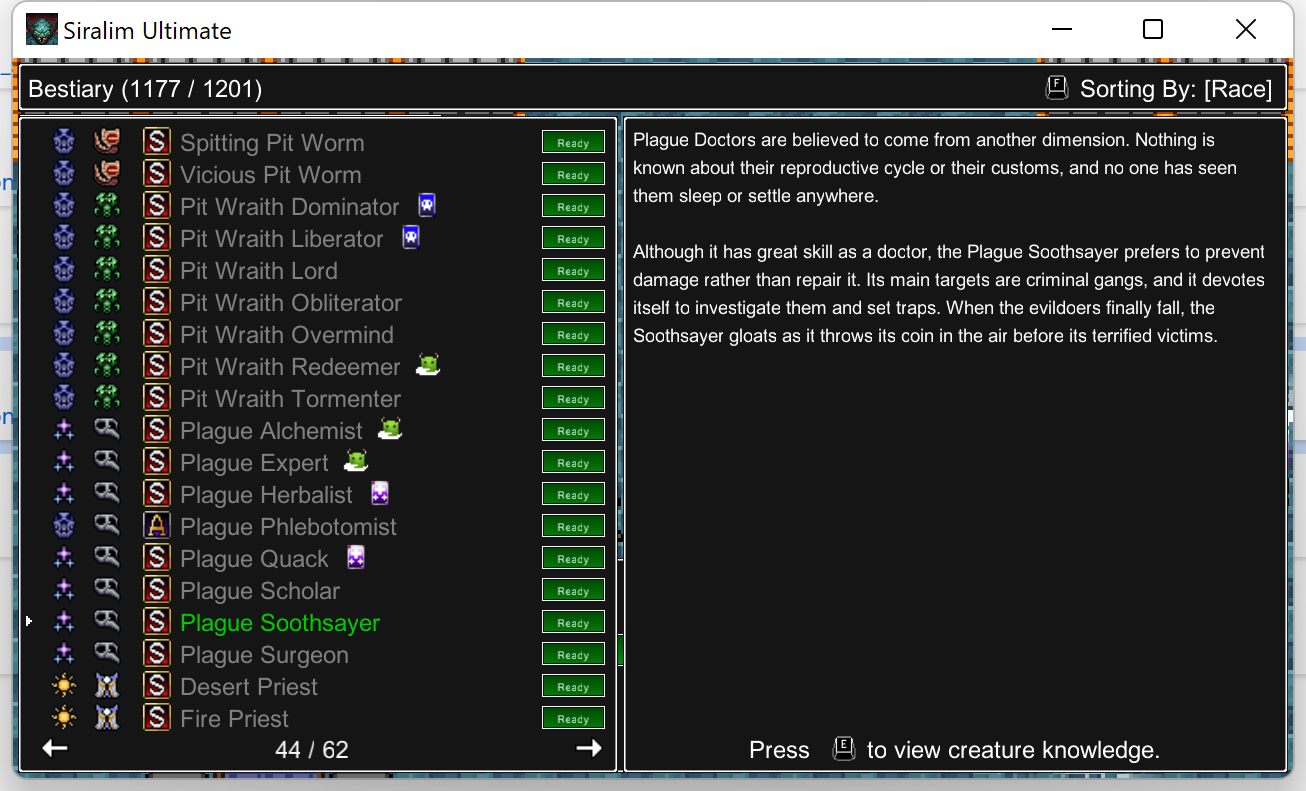 Siralim Ultimate
Bestiary (1177 / 1201)
F Sorting By: [Race]
S Spitting Pit Worm Ready
S Vicious Pit Worm Ready
S Pit Wraith Dominator Ready
S Pit Wraith Liberator Ready
S Pit Wraith Lord Ready
S Pit Wraith Obliterator Ready
S Pit Wraith Overmind Ready
S Pit Wraith Redeemer Ready
S Pit Wraith Tormenter Ready
S Plague Alchemist Ready
S Plague Expert Ready
S Plague Herbalist Ready
A Plague Phlebotomist Ready
S Plague Quack Ready
S Plague Scholar Ready
S Plague Soothsayer Ready
S Plague Surgeon Ready
S Desert Priest Ready
S Fire Priest Ready
44 / 62
Plague Doctors are believed to come from another dimension. Nothing is
known about their reproductive cycle or their customs, and no one has seen
them sleep or settle anywhere.
Although it has great skill as a doctor, the Plague Soothsayer prefers to prevent
damage rather than repair it. Its main targets are criminal gangs, and it devotes
itself to investigate them and set traps. When the evildoers finally fall, the
Soothsayer gloats as it throws its coin in the air before its terrified victims.
Press E to view creature knowledge.